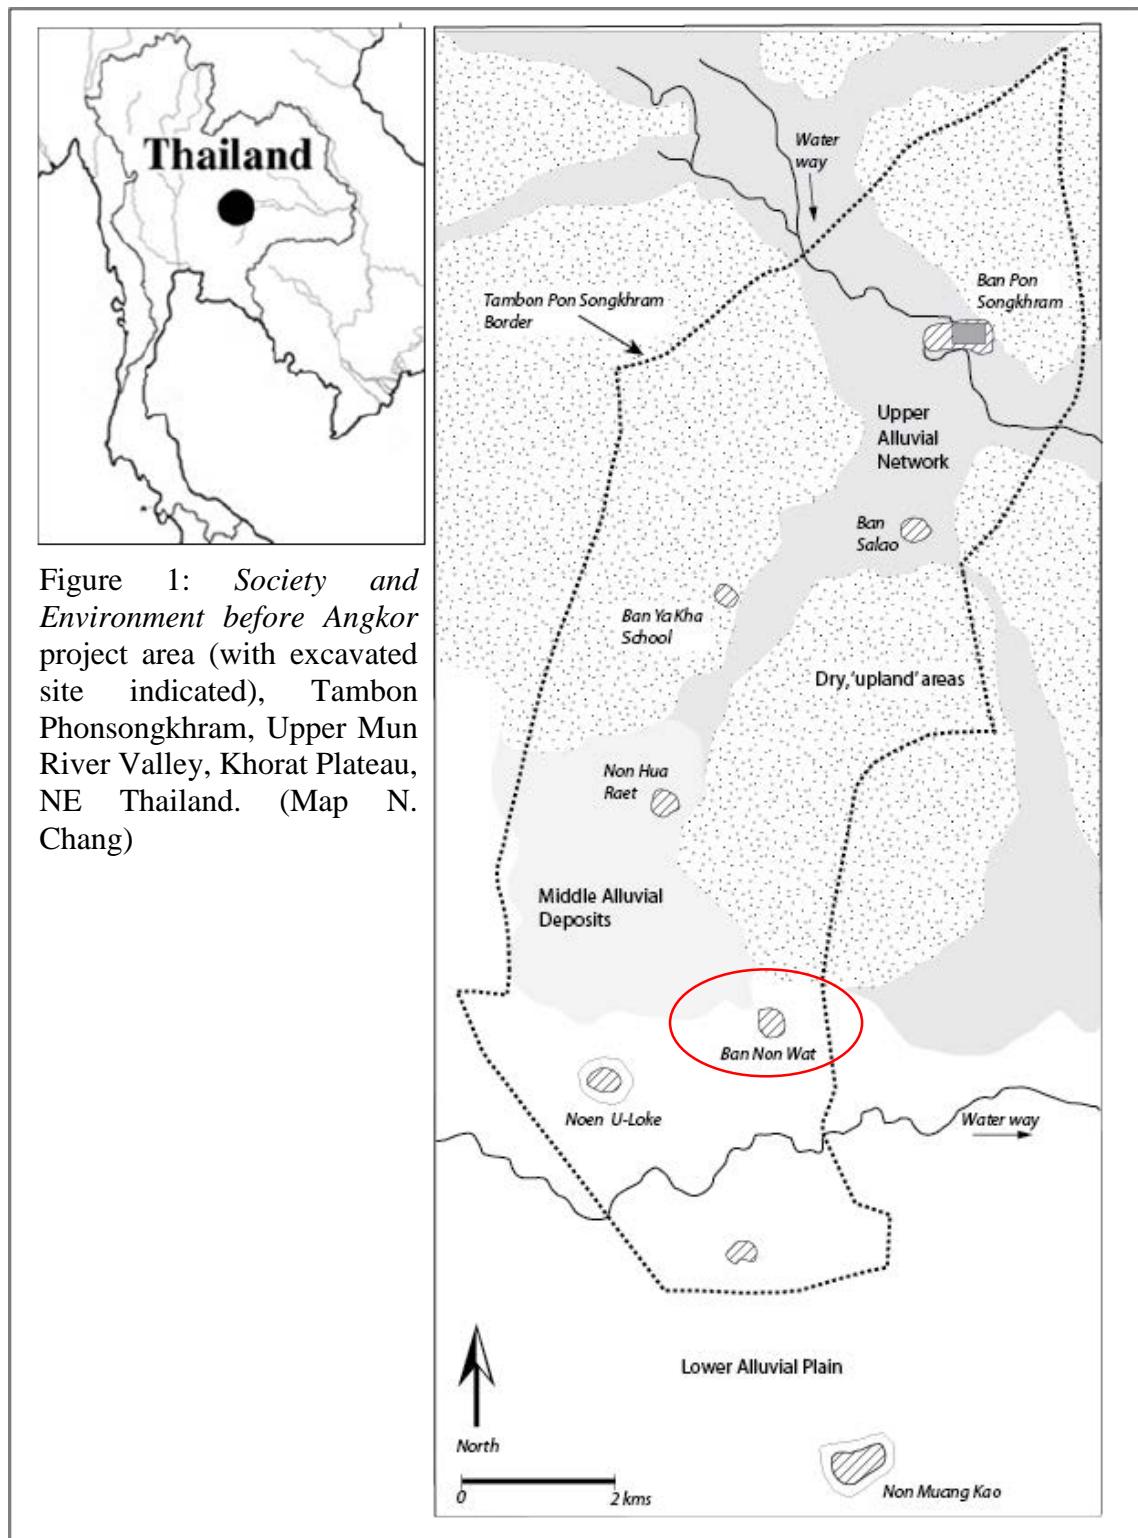 Thailand
Figure 1: Society and
Environment before Angkor
project area (with excavated
site indicated), Tambon
Phonsongkhram, Upper Mun
River Valley, Khorat Plateau,
NE Thailand. (Map N.
Chang)
Water
way
Ban Pon
Songkhram
Tambon Pon Songkhram
Border
Upper
Alluvial
Network
Ban
Salao
Ban Ya Kha
School
Dry, 'upland' areas
Non Hua
Raet
Middle Alluvial
Deposits
Ban Non Wat
Noen U-Loke
Water way
Lower Alluvial Plain
North
0 2 kms
Non Muang Kao